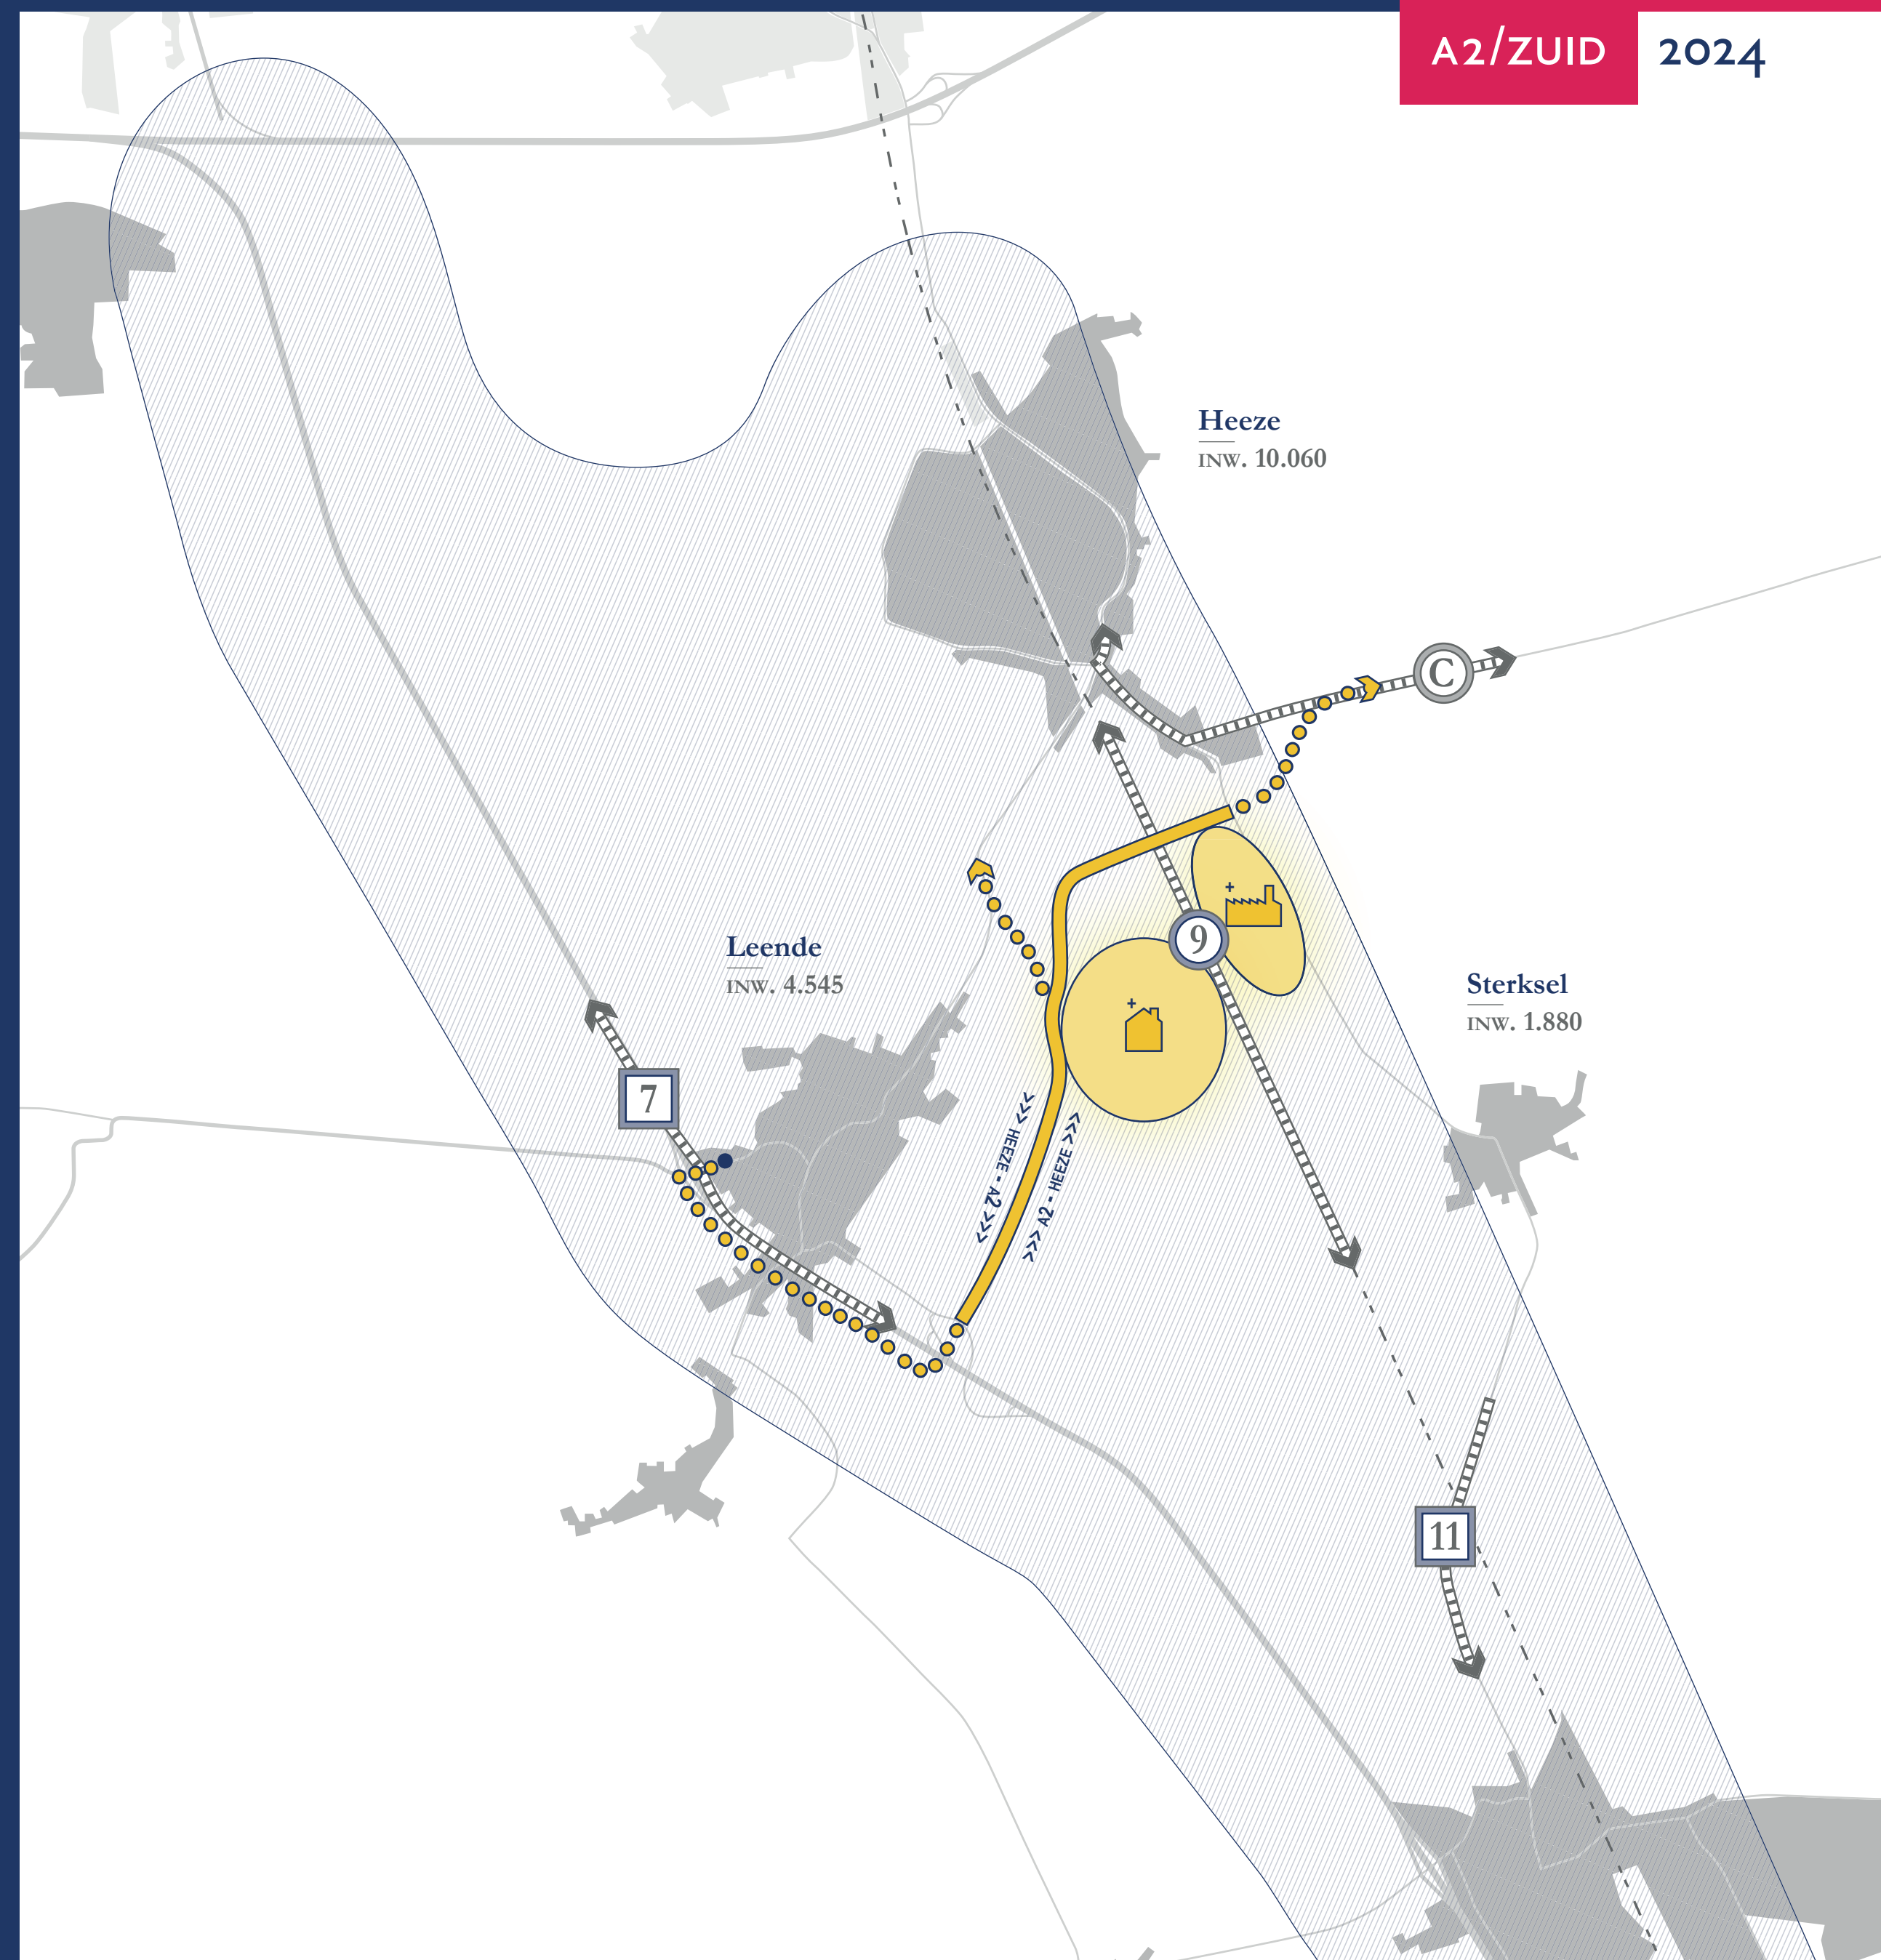 A2/ZUID 2024
Heeze
INW. 10.060
C
9
Leende
INW. 4.545
Sterksel
INW. 1.880
7
<<< HEEZE - A2 <<<
>>> A2 - HEEZE >>>
11